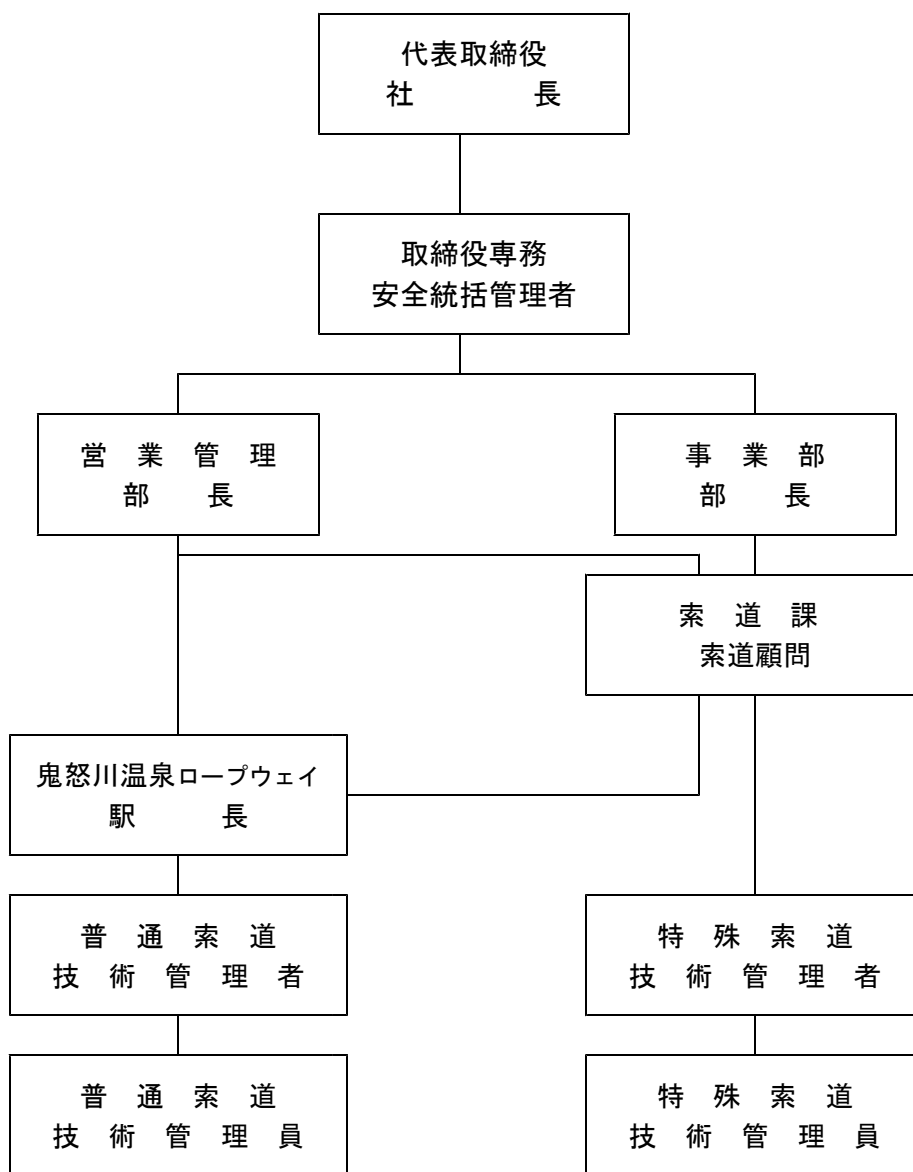 代表取締役
社長
取締役専務
安全統括管理者
営業管理
部長
事業部
部長
索道課
索道顧問
鬼怒川温泉ロープウェイ
駅長
普通索道
技術管理者
特殊索道
技術管理者
普通索道
技術管理員
特殊索道
技術管理員